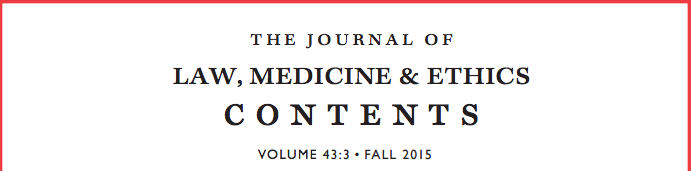 THE JOURNAL OF
LAW, MEDICINE & ETHICS
CONTENTS
VOLUME 43:3 • FALL 2015